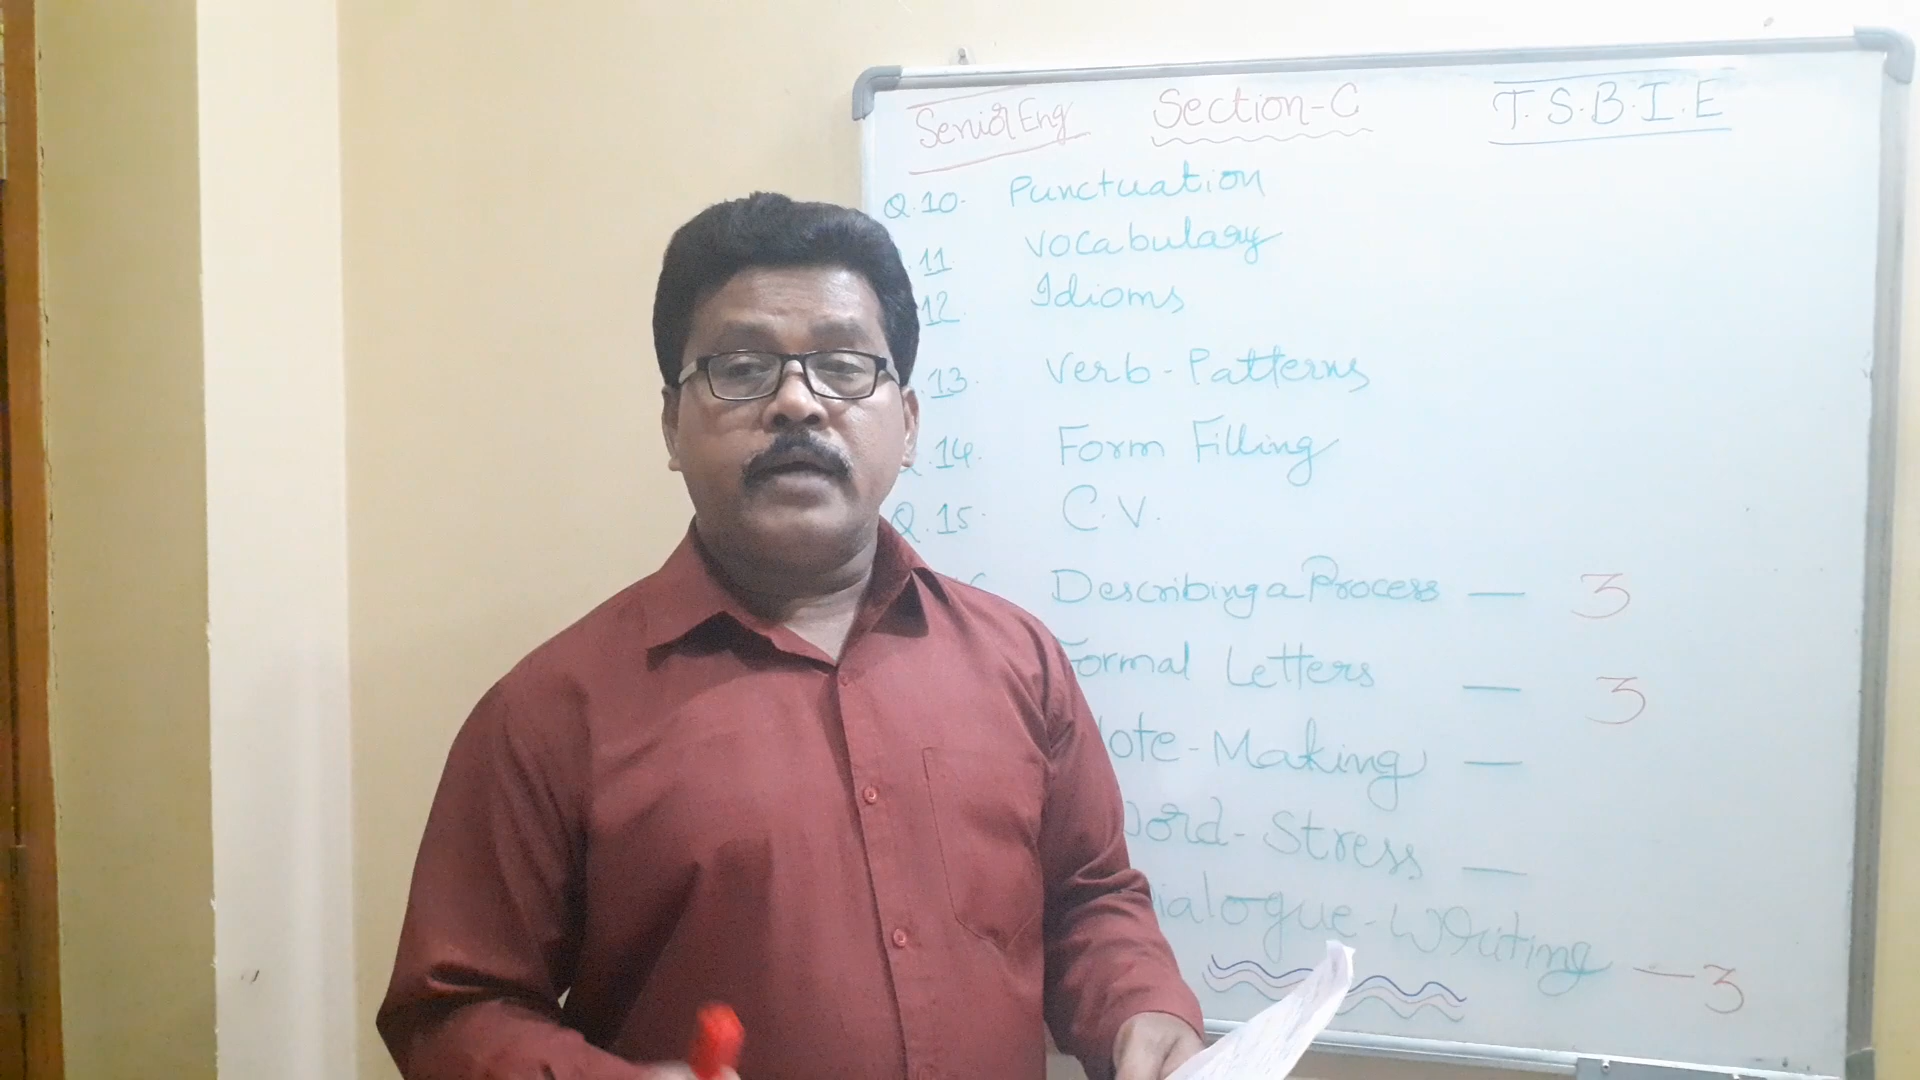 Senior Eng Section-C T.S.B.I.E
Q.10. Punctuation
.11. Vocabulary
12. Idioms
.13. Verb-Patterns
Q.14. Form Filling
Q.15. C.V.
Describing a Process — 3
Formal Letters — 3
ote-Making —
ord-Stress —
ialogue-Writing — 3